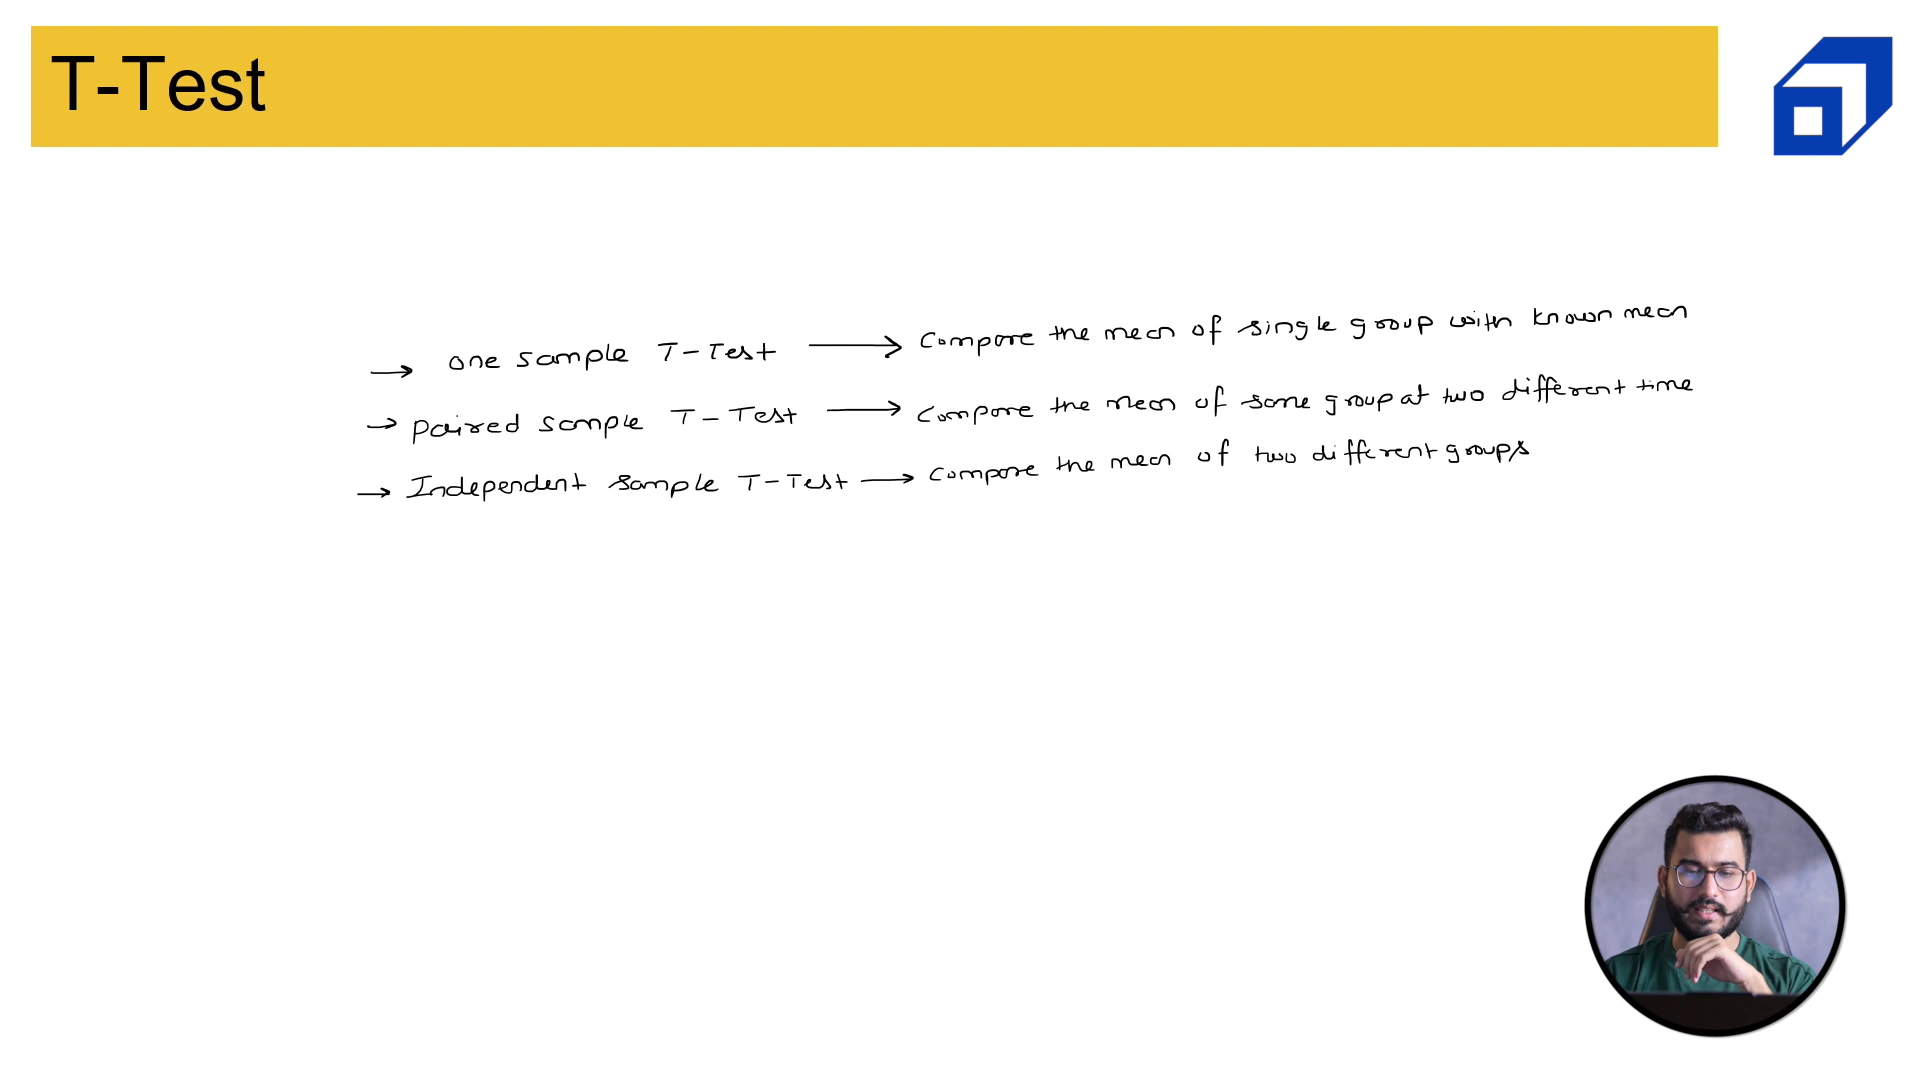 T-Test
→ one sample T-Test → Compare the mean of single group with known mean
→ paired sample T-Test → Compare the mean of same group at two different time
→ Independent sample T-Test → Compare the mean of two different groups